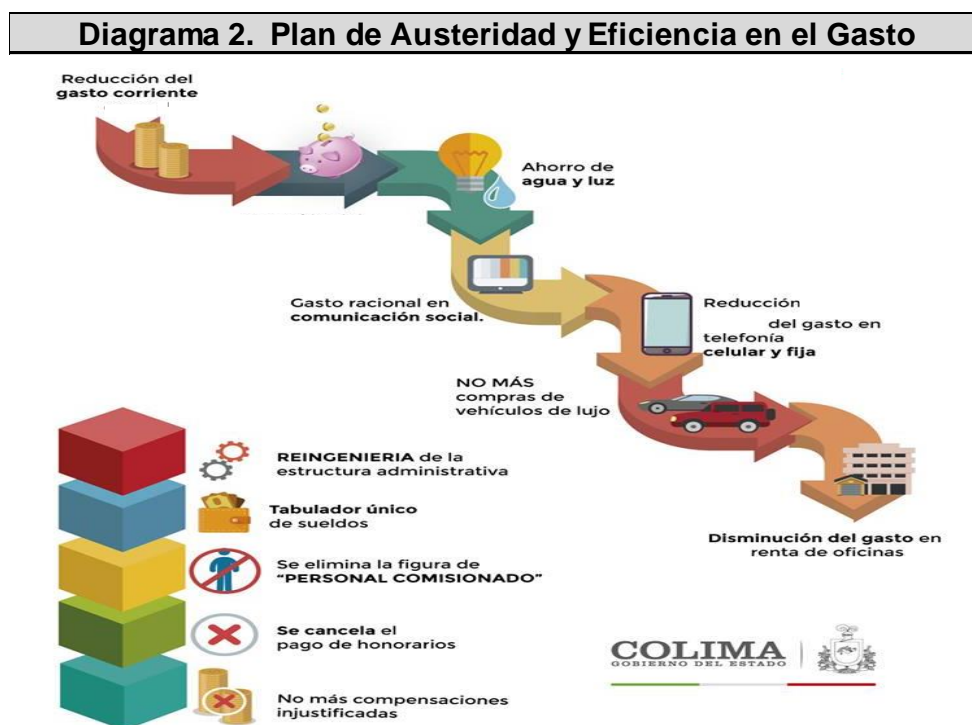 Diagrama 2. Plan de Austeridad y Eficiencia en el Gasto
Reducción del
gasto corriente
Ahorro de
agua y luz
Gasto racional en
comunicación social.
Reducción
del gasto en
telefonía
celular y fija
NO MÁS
compras de
vehículos de lujo
Disminución del gasto en
renta de oficinas
REINGENIERIA de la
estructura administrativa
Tabulador único
de sueldos
Se elimina la figura de
“PERSONAL COMISIONADO”
Se cancela el
pago de honorarios
No más compensaciones
injustificadas
COLIMA
GOBIERNO DEL ESTADO